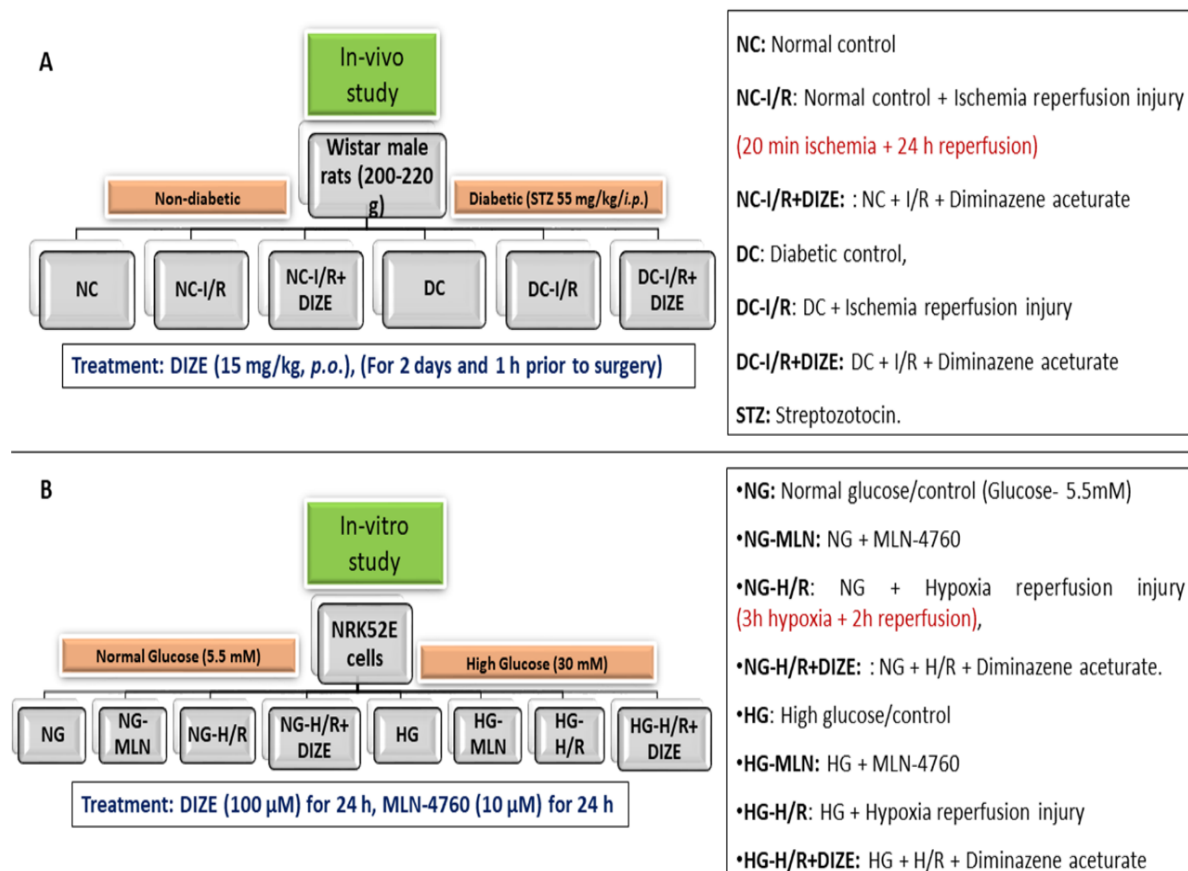 A
In-vivo
study
Wistar male
rats (200-220
g)
Non-diabetic
Diabetic (STZ 55 mg/kg/i.p.)
NC
NC-I/R
NC-I/R+
DIZE
DC
DC-I/R
DC-I/R+
DIZE
Treatment: DIZE (15 mg/kg, p.o.), (For 2 days and 1 h prior to surgery)
NC: Normal control
NC-I/R: Normal control + Ischemia reperfusion injury
(20 min ischemia + 24 h reperfusion)
NC-I/R+DIZE: : NC + I/R + Diminazene aceturate
DC: Diabetic control,
DC-I/R: DC + Ischemia reperfusion injury
DC-I/R+DIZE: DC + I/R + Diminazene aceturate
STZ: Streptozotocin.
B
In-vitro
study
NRK52E
cells
Normal Glucose (5.5 mM)
High Glucose (30 mM)
NG
NG-
MLN
NG-H/R
NG-H/R+
DIZE
HG
HG-
MLN
HG-
H/R
HG-H/R+
DIZE
Treatment: DIZE (100 µM) for 24 h, MLN-4760 (10 µM) for 24 h
•NG: Normal glucose/control (Glucose- 5.5mM)
•NG-MLN: NG + MLN-4760
•NG-H/R: NG + Hypoxia reperfusion injury
(3h hypoxia + 2h reperfusion),
•NG-H/R+DIZE: : NG + H/R + Diminazene aceturate.
•HG: High glucose/control
•HG-MLN: HG + MLN-4760
•HG-H/R: HG + Hypoxia reperfusion injury
•HG-H/R+DIZE: HG + H/R + Diminazene aceturate